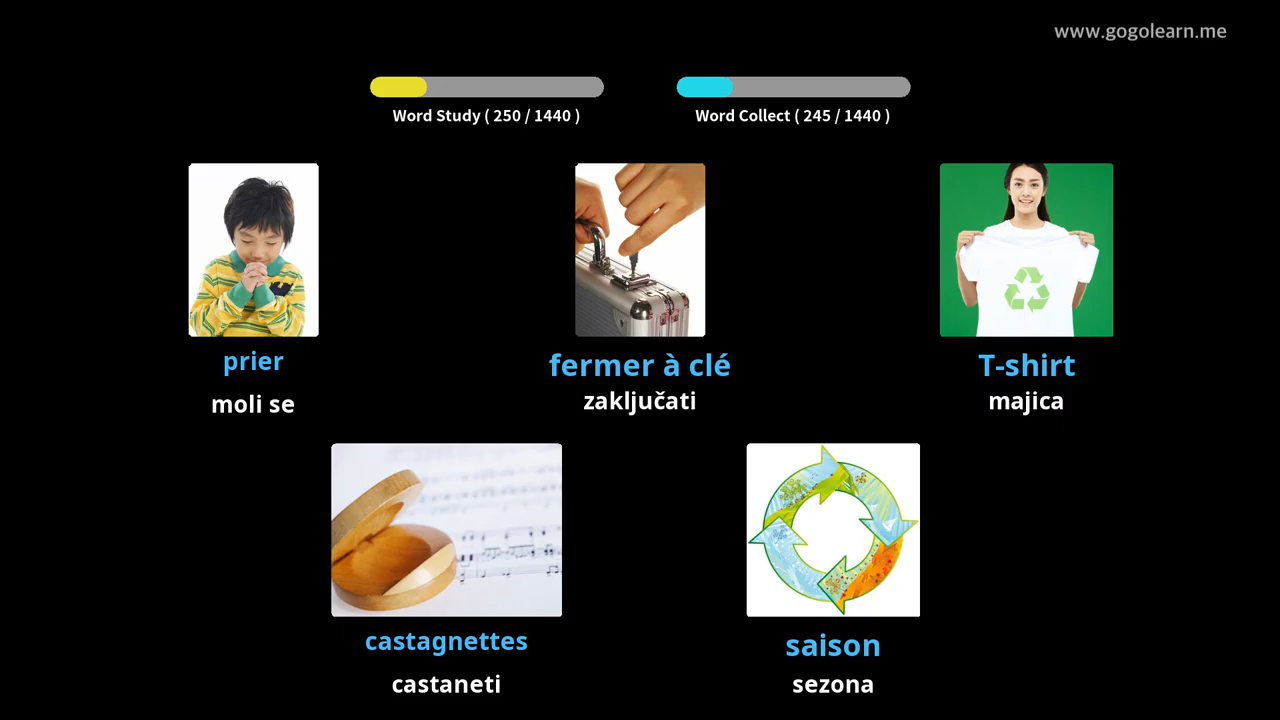 www.gogolearn.me
Word Study ( 250 / 1440 )
Word Collect ( 245 / 1440 )
prier
moli se
fermer à clé
zaključati
T-shirt
majica
castagnettes
castaneti
saison
sezona